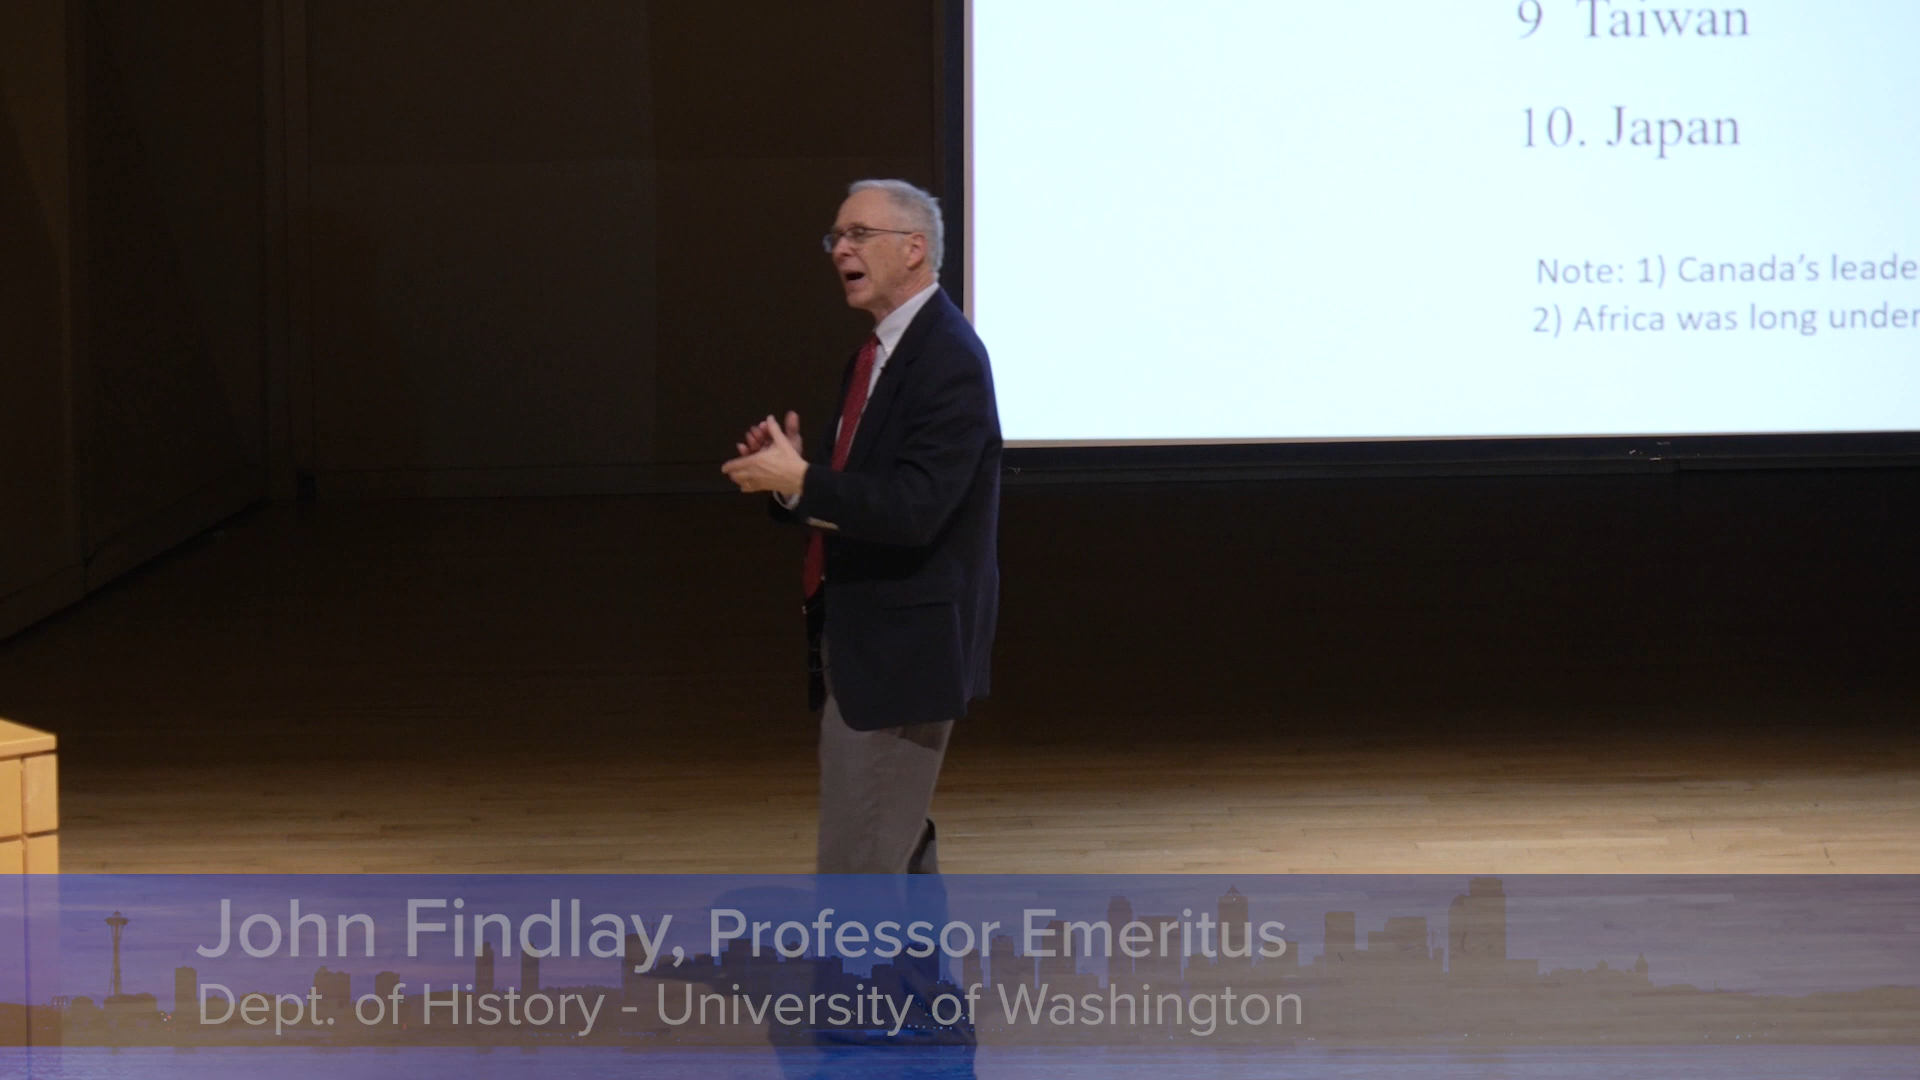 9 Taiwan
10. Japan
Note: 1) Canada's leade
2) Africa was long under
John Findlay, Professor Emeritus
Dept. of History - University of Washington